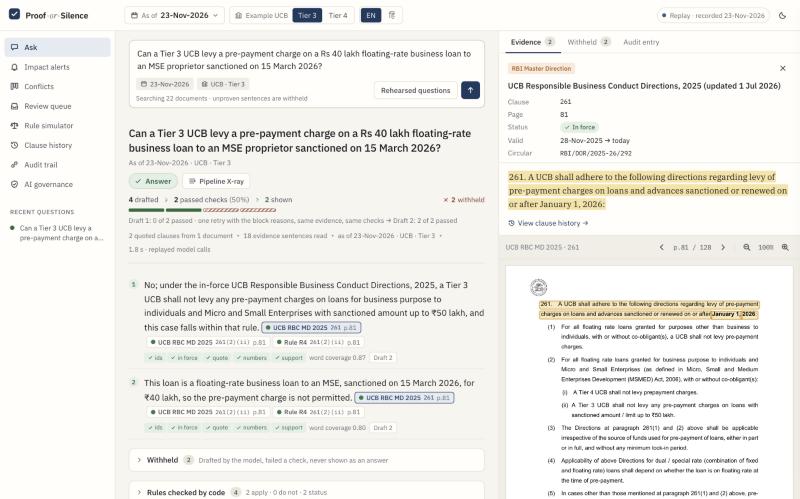 Proof-or-Silence
As of 23-Nov-2026
Example UCB Tier 3 Tier 4
EN हिं
Replay · recorded 23-Nov-2026
Ask
Impact alerts
Conflicts
Review queue
Rule simulator
Clause history
Audit trail
AI governance
RECENT QUESTIONS
Can a Tier 3 UCB levy a
pre-payment charge on a...
Can a Tier 3 UCB levy a pre-payment charge on a Rs 40 lakh floating-rate business loan to
an MSE proprietor sanctioned on 15 March 2026?
23-Nov-2026 UCB · Tier 3
Searching 22 documents · unproven sentences are withheld
Rehearsed questions
Can a Tier 3 UCB levy a pre-payment charge on a Rs 40 lakh floating-rate
business loan to an MSE proprietor sanctioned on 15 March 2026?
As of 23-Nov-2026 · UCB · Tier 3
Answer Pipeline X-ray
4 drafted > 2 passed checks (50%) > 2 shown × 2 withheld
Draft 1: 0 of 2 passed · one retry with the block reasons, same evidence, same checks → Draft 2: 2 of 2 passed
2 quoted clauses from 1 document · 18 evidence sentences read · as of 23-Nov-2026 · UCB · Tier 3 ·
1.8 s · replayed model calls
1 No; under the in-force UCB Responsible Business Conduct Directions, 2025, a Tier 3
UCB shall not levy any pre-payment charges on loans for business purpose to
individuals and Micro and Small Enterprises with sanctioned amount up to ₹50 lakh, and
this case falls within that rule. UCB RBC MD 2025 261 p.81
UCB RBC MD 2025 261(2)(ii) p.81 Rule R4 261(2)(ii) p.81
✓ ids ✓ in force ✓ quote ✓ numbers ✓ support word coverage 0.87 Draft 2
2 This loan is a floating-rate business loan to an MSE, sanctioned on 15 March 2026, for
₹40 lakh, so the pre-payment charge is not permitted. UCB RBC MD 2025 261 p.81
UCB RBC MD 2025 261(2)(ii) p.81 Rule R4 261(2)(ii) p.81
✓ ids ✓ in force ✓ quote ✓ numbers ✓ support word coverage 0.80 Draft 2
Withheld 2 Drafted by the model, failed a check, never shown as an answer
Rules checked by code 4 2 apply · 0 do not · 2 status
Evidence 2 Withheld 2 Audit entry
RBI Master Direction
UCB Responsible Business Conduct Directions, 2025 (updated 1 Jul 2026)
Clause 261
Page 81
Status ✓ In force
Valid 28-Nov-2025 → today
Circular RBI/DOR/2025-26/292
261. A UCB shall adhere to the following directions regarding levy of
pre-payment charges on loans and advances sanctioned or renewed on
or after January 1, 2026:
View clause history →
UCB RBC MD 2025 · 261 p.81 / 128 100%
261. A UCB shall adhere to the following directions regarding levy of pre-payment
charges on loans and advances sanctioned or renewed on or after January 1, 2026:
(1) For all floating rate loans granted for purposes other than business to
individuals, with or without co-obligant(s), a UCB shall not levy pre-payment
charges.
(2) For all floating rate loans granted for business purpose to individuals and
Micro and Small Enterprises (as defined in Micro, Small and Medium
Enterprises Development (MSMED) Act, 2006), with or without co-obligant(s):
(i) A Tier 4 UCB shall not levy prepayment charges.
(ii) A Tier 3 UCB shall not levy any pre-payment charges on loans with
sanctioned amount / limit up to ₹50 lakh.
(3) The Directions at paragraph 261(1) and (2) above shall be applicable
irrespective of the source of funds used for pre-payment of loans, either in part
or in full, and without any minimum lock-in period.
(4) Applicability of above Directions for dual / special rate (combination of fixed
and floating rate) loans shall depend on whether the loan is on floating rate at
the time of pre-payment.
(5) In cases other than those mentioned at paragraph 261(1) and (2) above, pre-